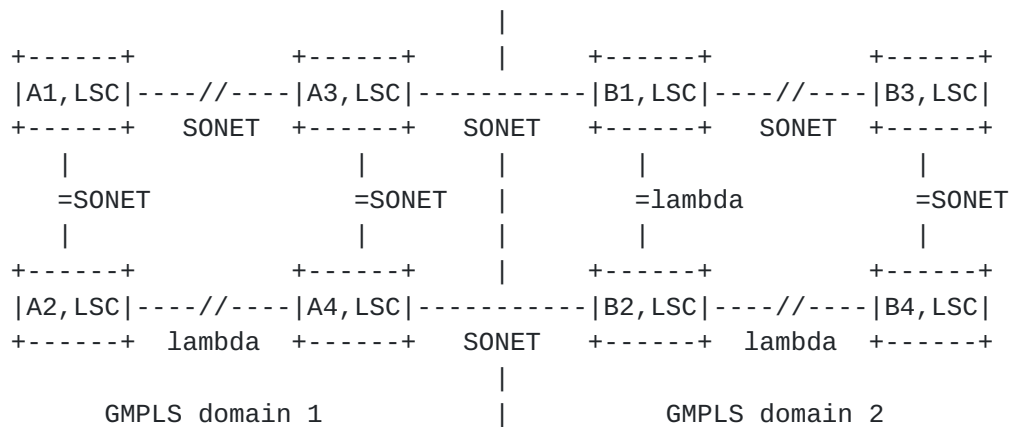 |A1,LSC|----//----|A3,LSC|-----------|B1,LSC|----//----|B3,LSC|
SONET SONET SONET
=SONET =SONET =lambda =SONET
|A2,LSC|----//----|A4,LSC|-----------|B2,LSC|----//----|B4,LSC|
lambda SONET lambda
GMPLS domain 1 | GMPLS domain 2